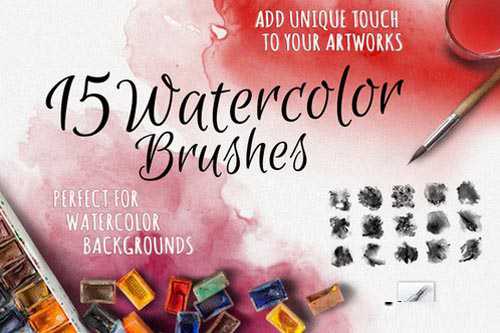 ADD UNIQUE TOUCH
TO YOUR ARTWORKS
15 Watercolor
Brushes
PERFECT FOR
WATERCOLOR
BACKGROUNDS